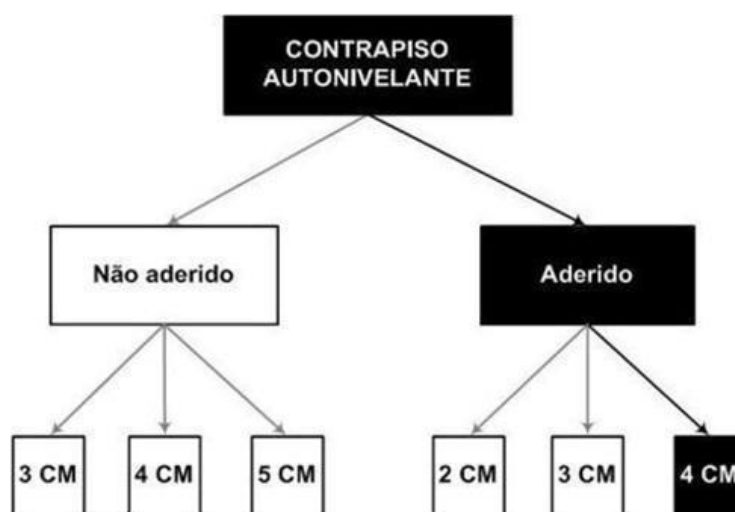 CONTRAPISO
AUTONIVELANTE
Não aderido
Aderido
3 CM
4 CM
5 CM
2 CM
3 CM
4 CM